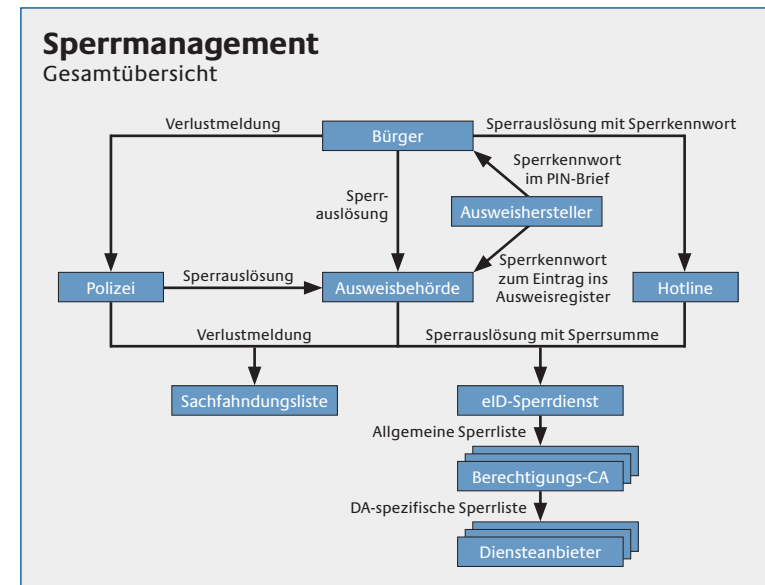 Sperrmanagement
Gesamtübersicht
Verlustmeldung
Bürger
Sperrauslösung mit Sperrkennwort
Sperrkennwort
im PIN-Brief
Sperr-
auslösung
Ausweishersteller
Sperrkennwort
zum Eintrag ins
Ausweisregister
Polizei
Sperrauslösung
Ausweisbehörde
Hotline
Verlustmeldung
Sperrauslösung mit Sperrsumme
Sachfahndungsliste
eID-Sperrdienst
Allgemeine Sperrliste
Berechtigungs-CA
DA-spezifische Sperrliste
Diensteanbieter